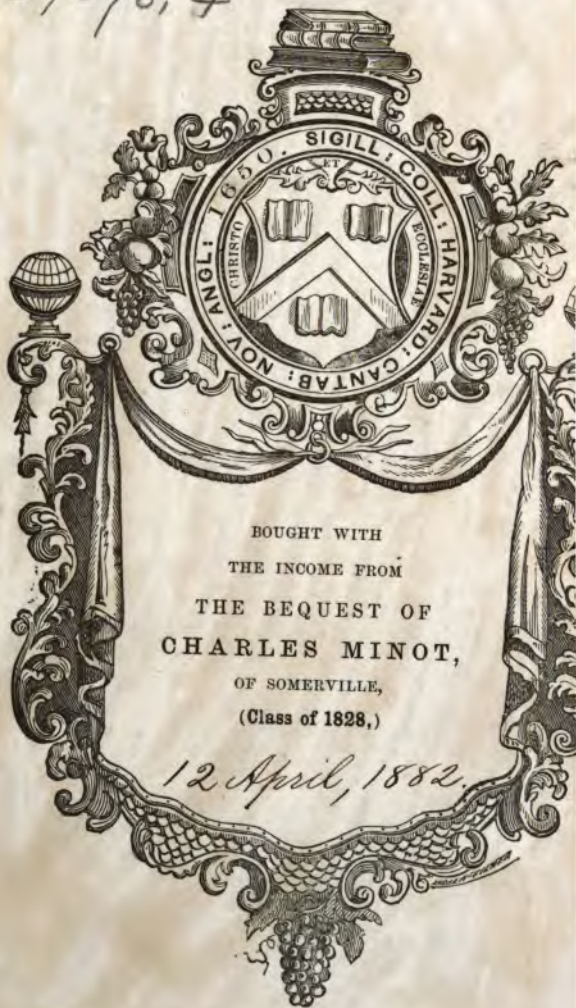 SIGILL: COLL: HARVARD: CANTAB: NOV: ANGL: 1650.
ET
CHRISTO
ECCLESIAE
BOUGHT WITH
THE INCOME FROM
THE BEQUEST OF
CHARLES MINOT,
OF SOMERVILLE,
(Class of 1828,)
12 April, 1882.